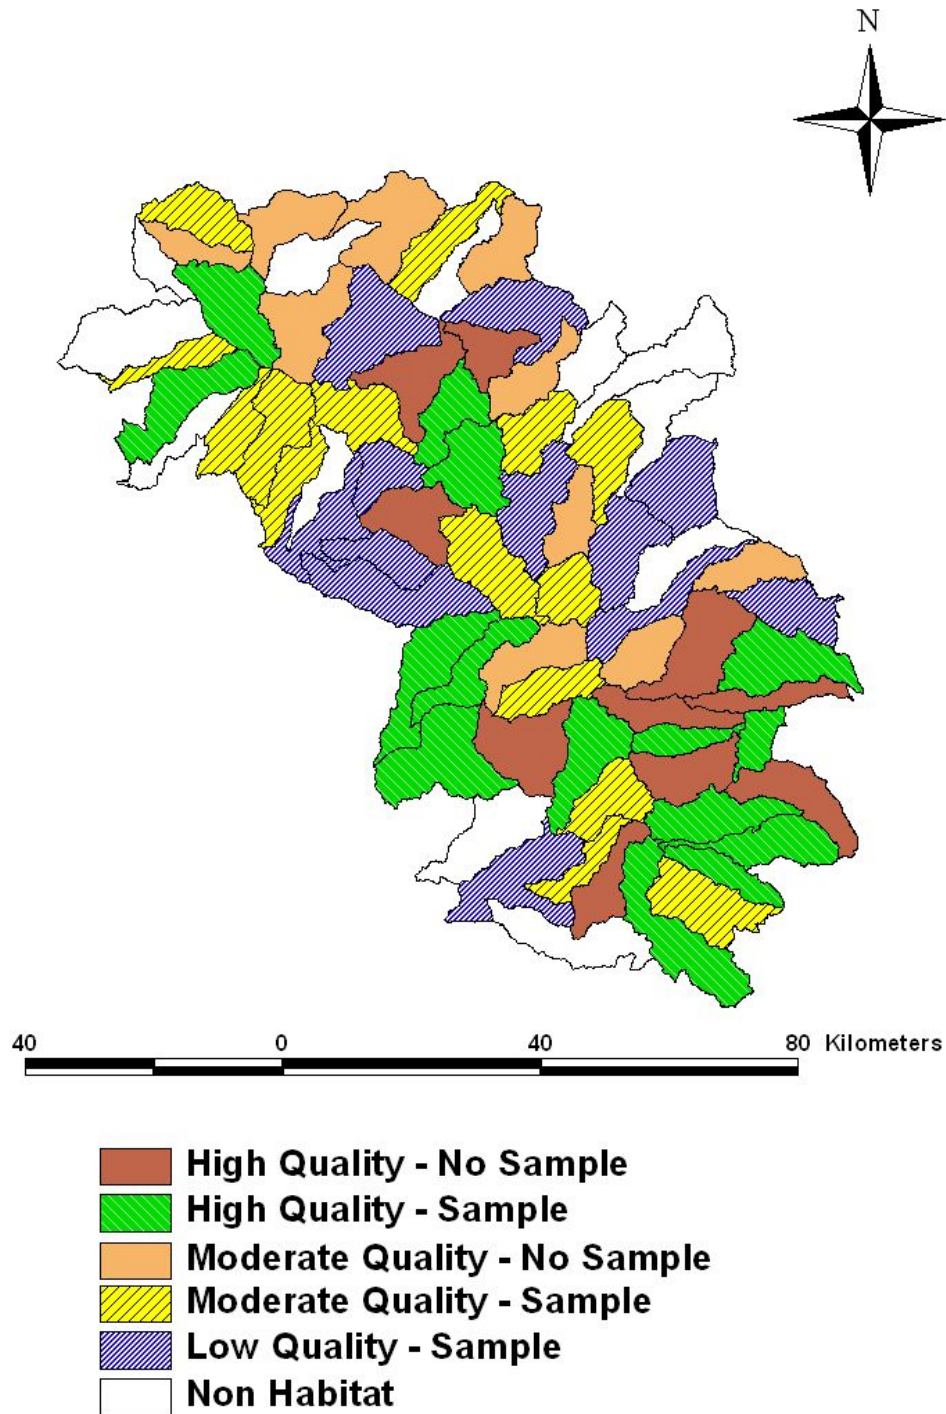 N
40 0 40 80 Kilometers
High Quality - No Sample
High Quality - Sample
Moderate Quality - No Sample
Moderate Quality - Sample
Low Quality - Sample
Non Habitat